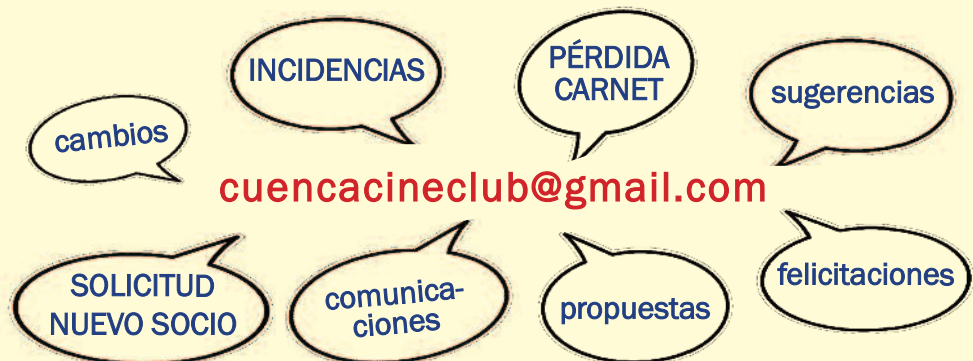 INCIDENCIAS
PÉRDIDA
CARNET
sugerencias
cambios
cuencacineclub@gmail.com
SOLICITUD
NUEVO SOCIO
comunica-
ciones
propuestas
felicitaciones